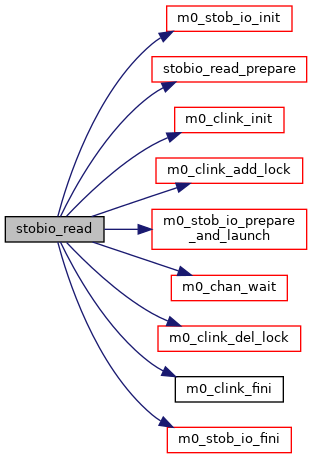 m0_stob_io_init
stobio_read_prepare
m0_clink_init
m0_clink_add_lock
stobio_read
m0_stob_io_prepare
_and_launch
m0_chan_wait
m0_clink_del_lock
m0_clink_fini
m0_stob_io_fini